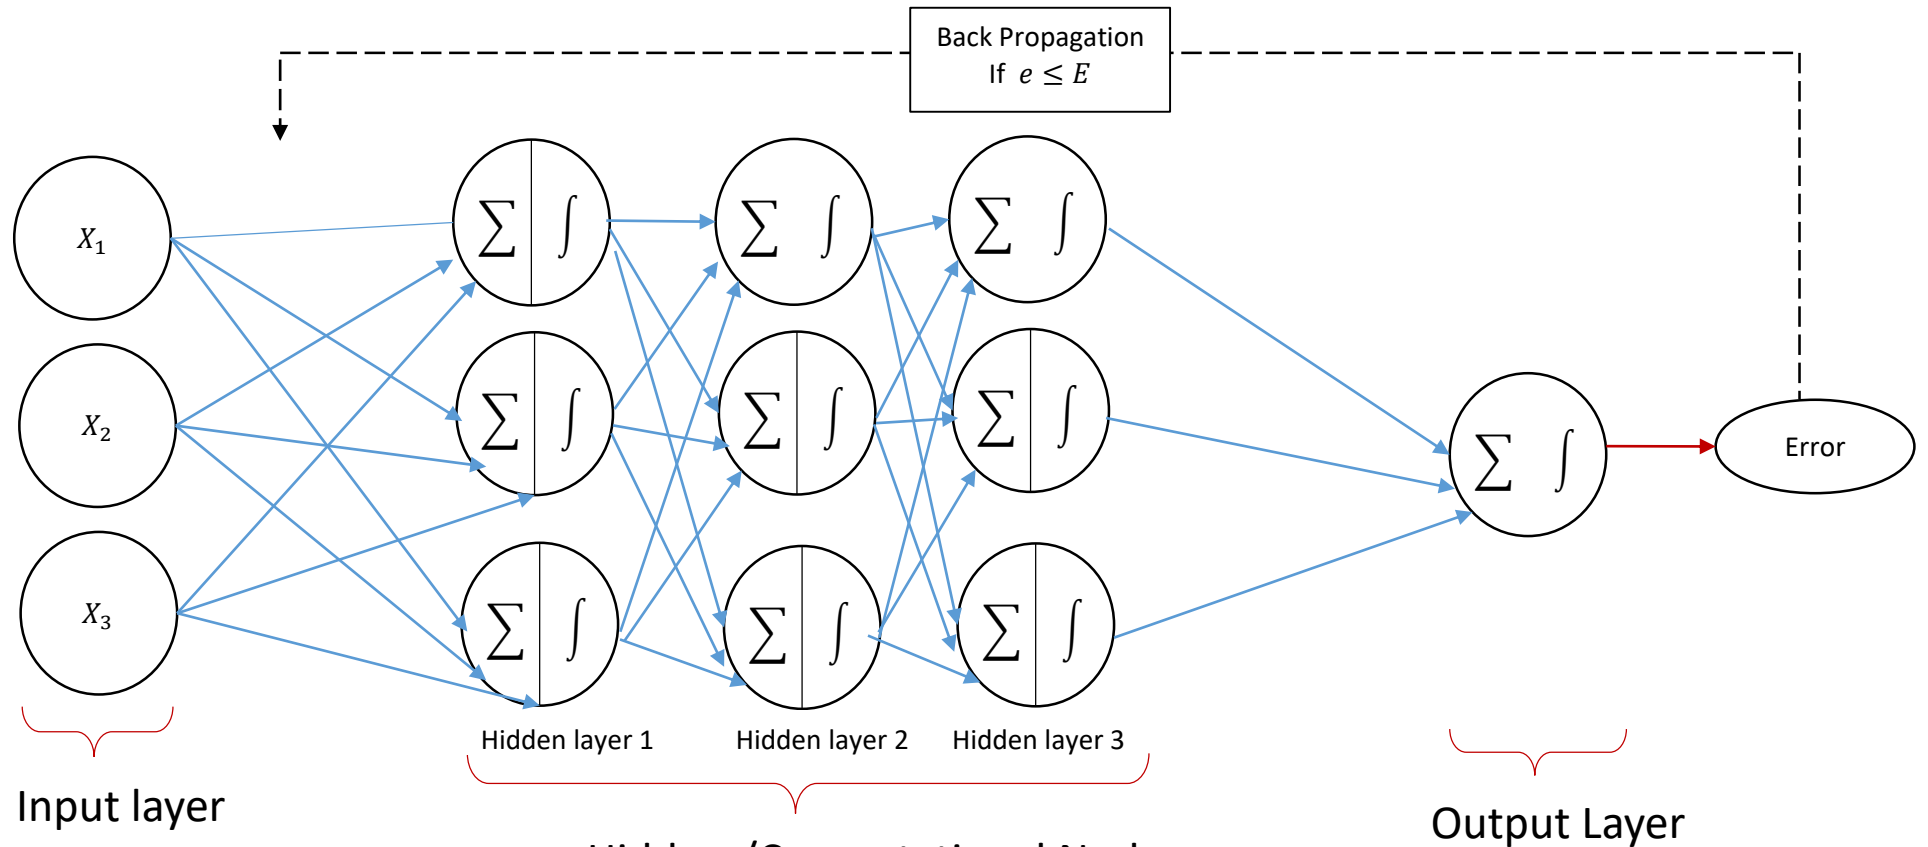 Back Propagation
If e ≤ E
X₁
∑ ∫
∑ ∫
∑ ∫
X₂
∑ ∫
∑ ∫
∑ ∫
∑ ∫
Error
X₃
∑ ∫
∑ ∫
∑ ∫
Hidden layer 1
Hidden layer 2
Hidden layer 3
Input layer
Output Layer